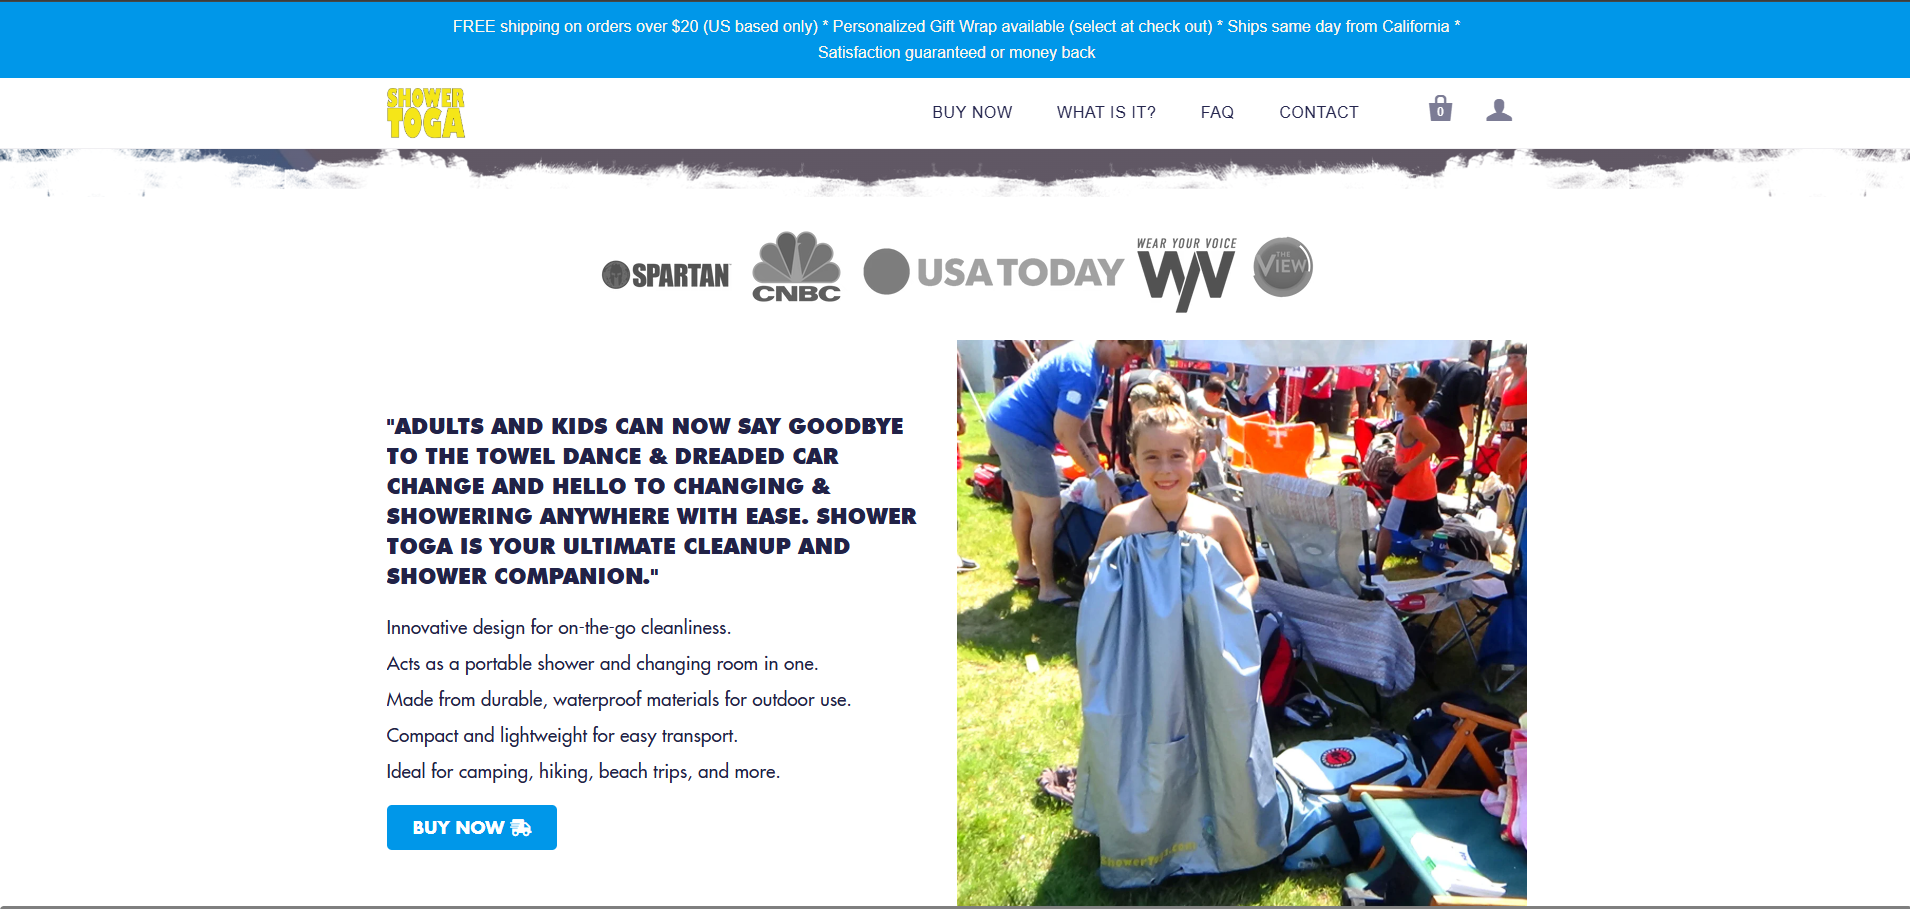 FREE shipping on orders over $20 (US based only) * Personalized Gift Wrap available (select at check out) * Ships same day from California *
Satisfaction guaranteed or money back
SHOWER
TOGA
BUY NOW
WHAT IS IT?
FAQ
CONTACT
0
SPARTAN
CNBC
USA TODAY
WEAR YOUR VOICE
WYV
THE
VIEW
"ADULTS AND KIDS CAN NOW SAY GOODBYE
TO THE TOWEL DANCE & DREADED CAR
CHANGE AND HELLO TO CHANGING &
SHOWERING ANYWHERE WITH EASE. SHOWER
TOGA IS YOUR ULTIMATE CLEANUP AND
SHOWER COMPANION."
Innovative design for on-the-go cleanliness.
Acts as a portable shower and changing room in one.
Made from durable, waterproof materials for outdoor use.
Compact and lightweight for easy transport.
Ideal for camping, hiking, beach trips, and more.
BUY NOW
ShowerToga.com